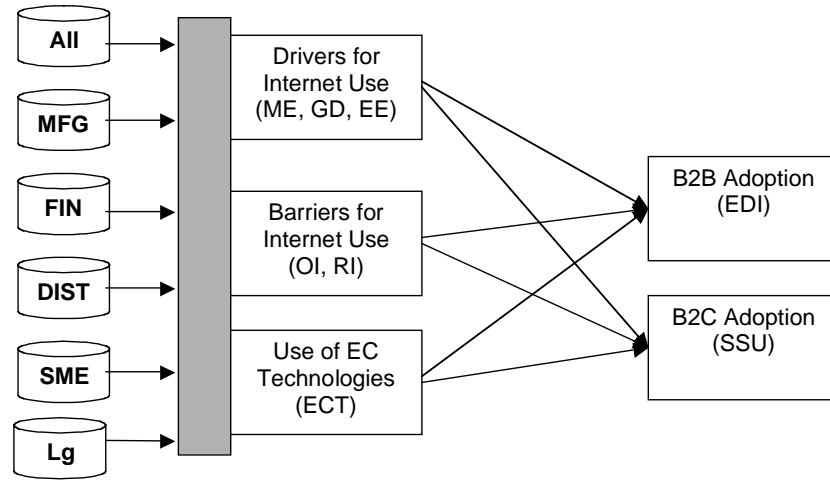 All
MFG
FIN
DIST
SME
Lg
Drivers for
Internet Use
(ME, GD, EE)
Barriers for
Internet Use
(OI, RI)
Use of EC
Technologies
(ECT)
B2B Adoption
(EDI)
B2C Adoption
(SSU)